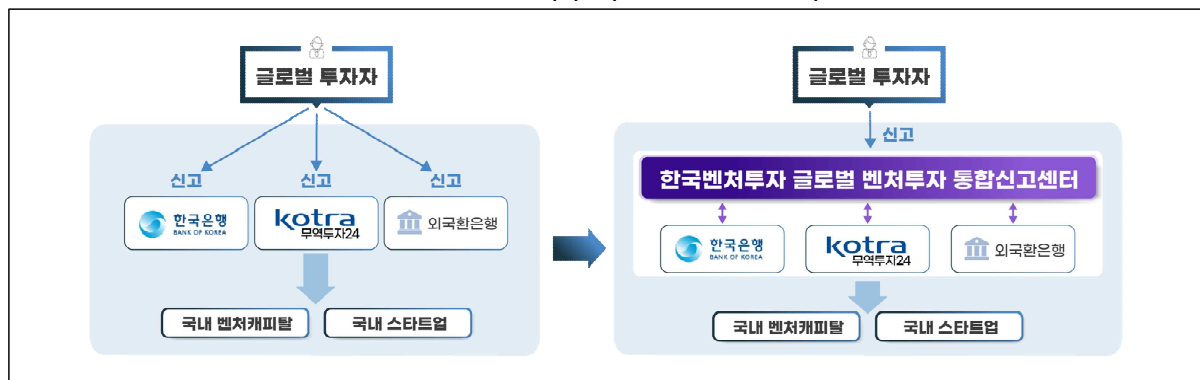 글로벌 투자자
신고 신고 신고
한국은행
BANK OF KOREA
kotra
무역투자24
외국환은행
국내 벤처캐피탈
국내 스타트업
글로벌 투자자
신고
한국벤처투자 글로벌 벤처투자 통합신고센터
한국은행
BANK OF KOREA
kotra
무역투자24
외국환은행
국내 벤처캐피탈
국내 스타트업